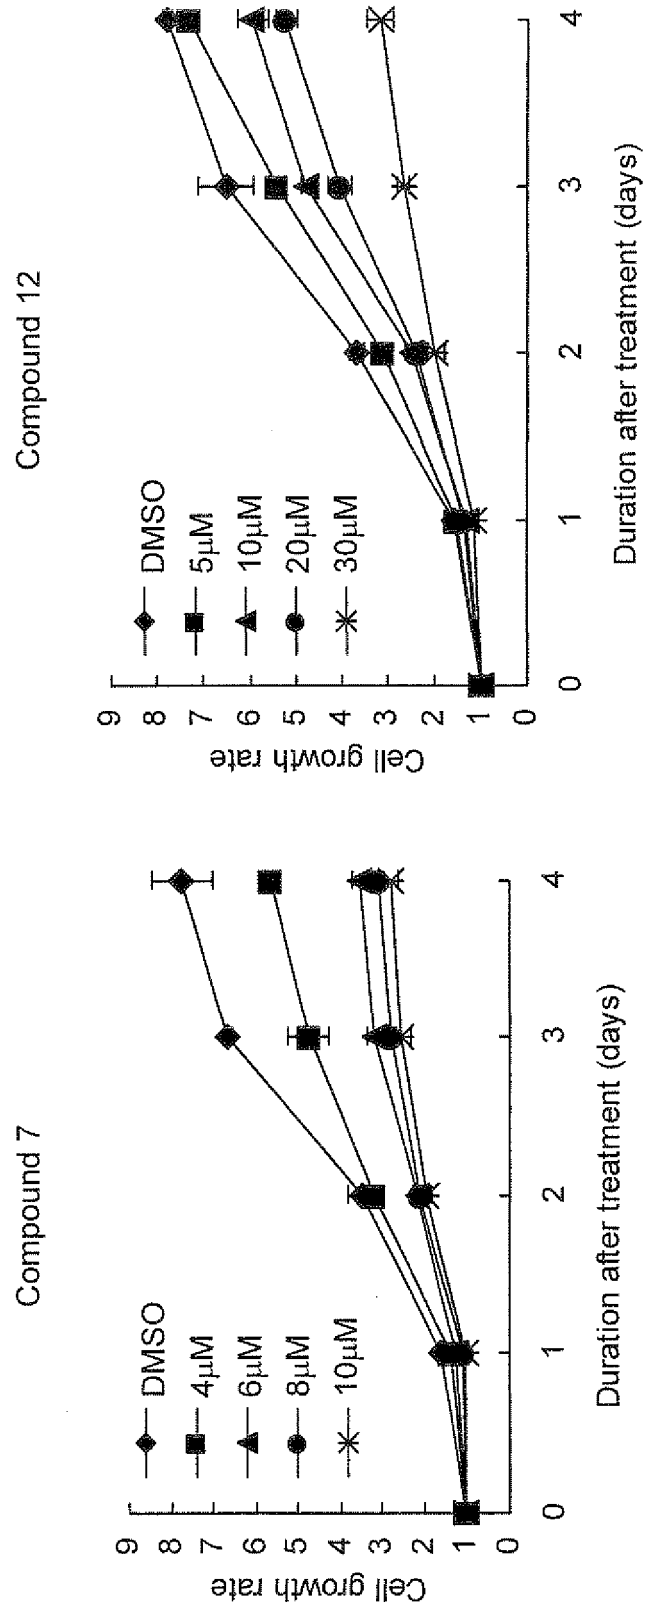 Compound 7
DMSO
4µM
6µM
8µM
10µM
9
8
7
6
5
4
3
2
1
0
Cell growth rate
0 1 2 3 4
Duration after treatment (days)
Compound 12
DMSO
5µM
10µM
20µM
30µM
9
8
7
6
5
4
3
2
1
0
Cell growth rate
0 1 2 3 4
Duration after treatment (days)